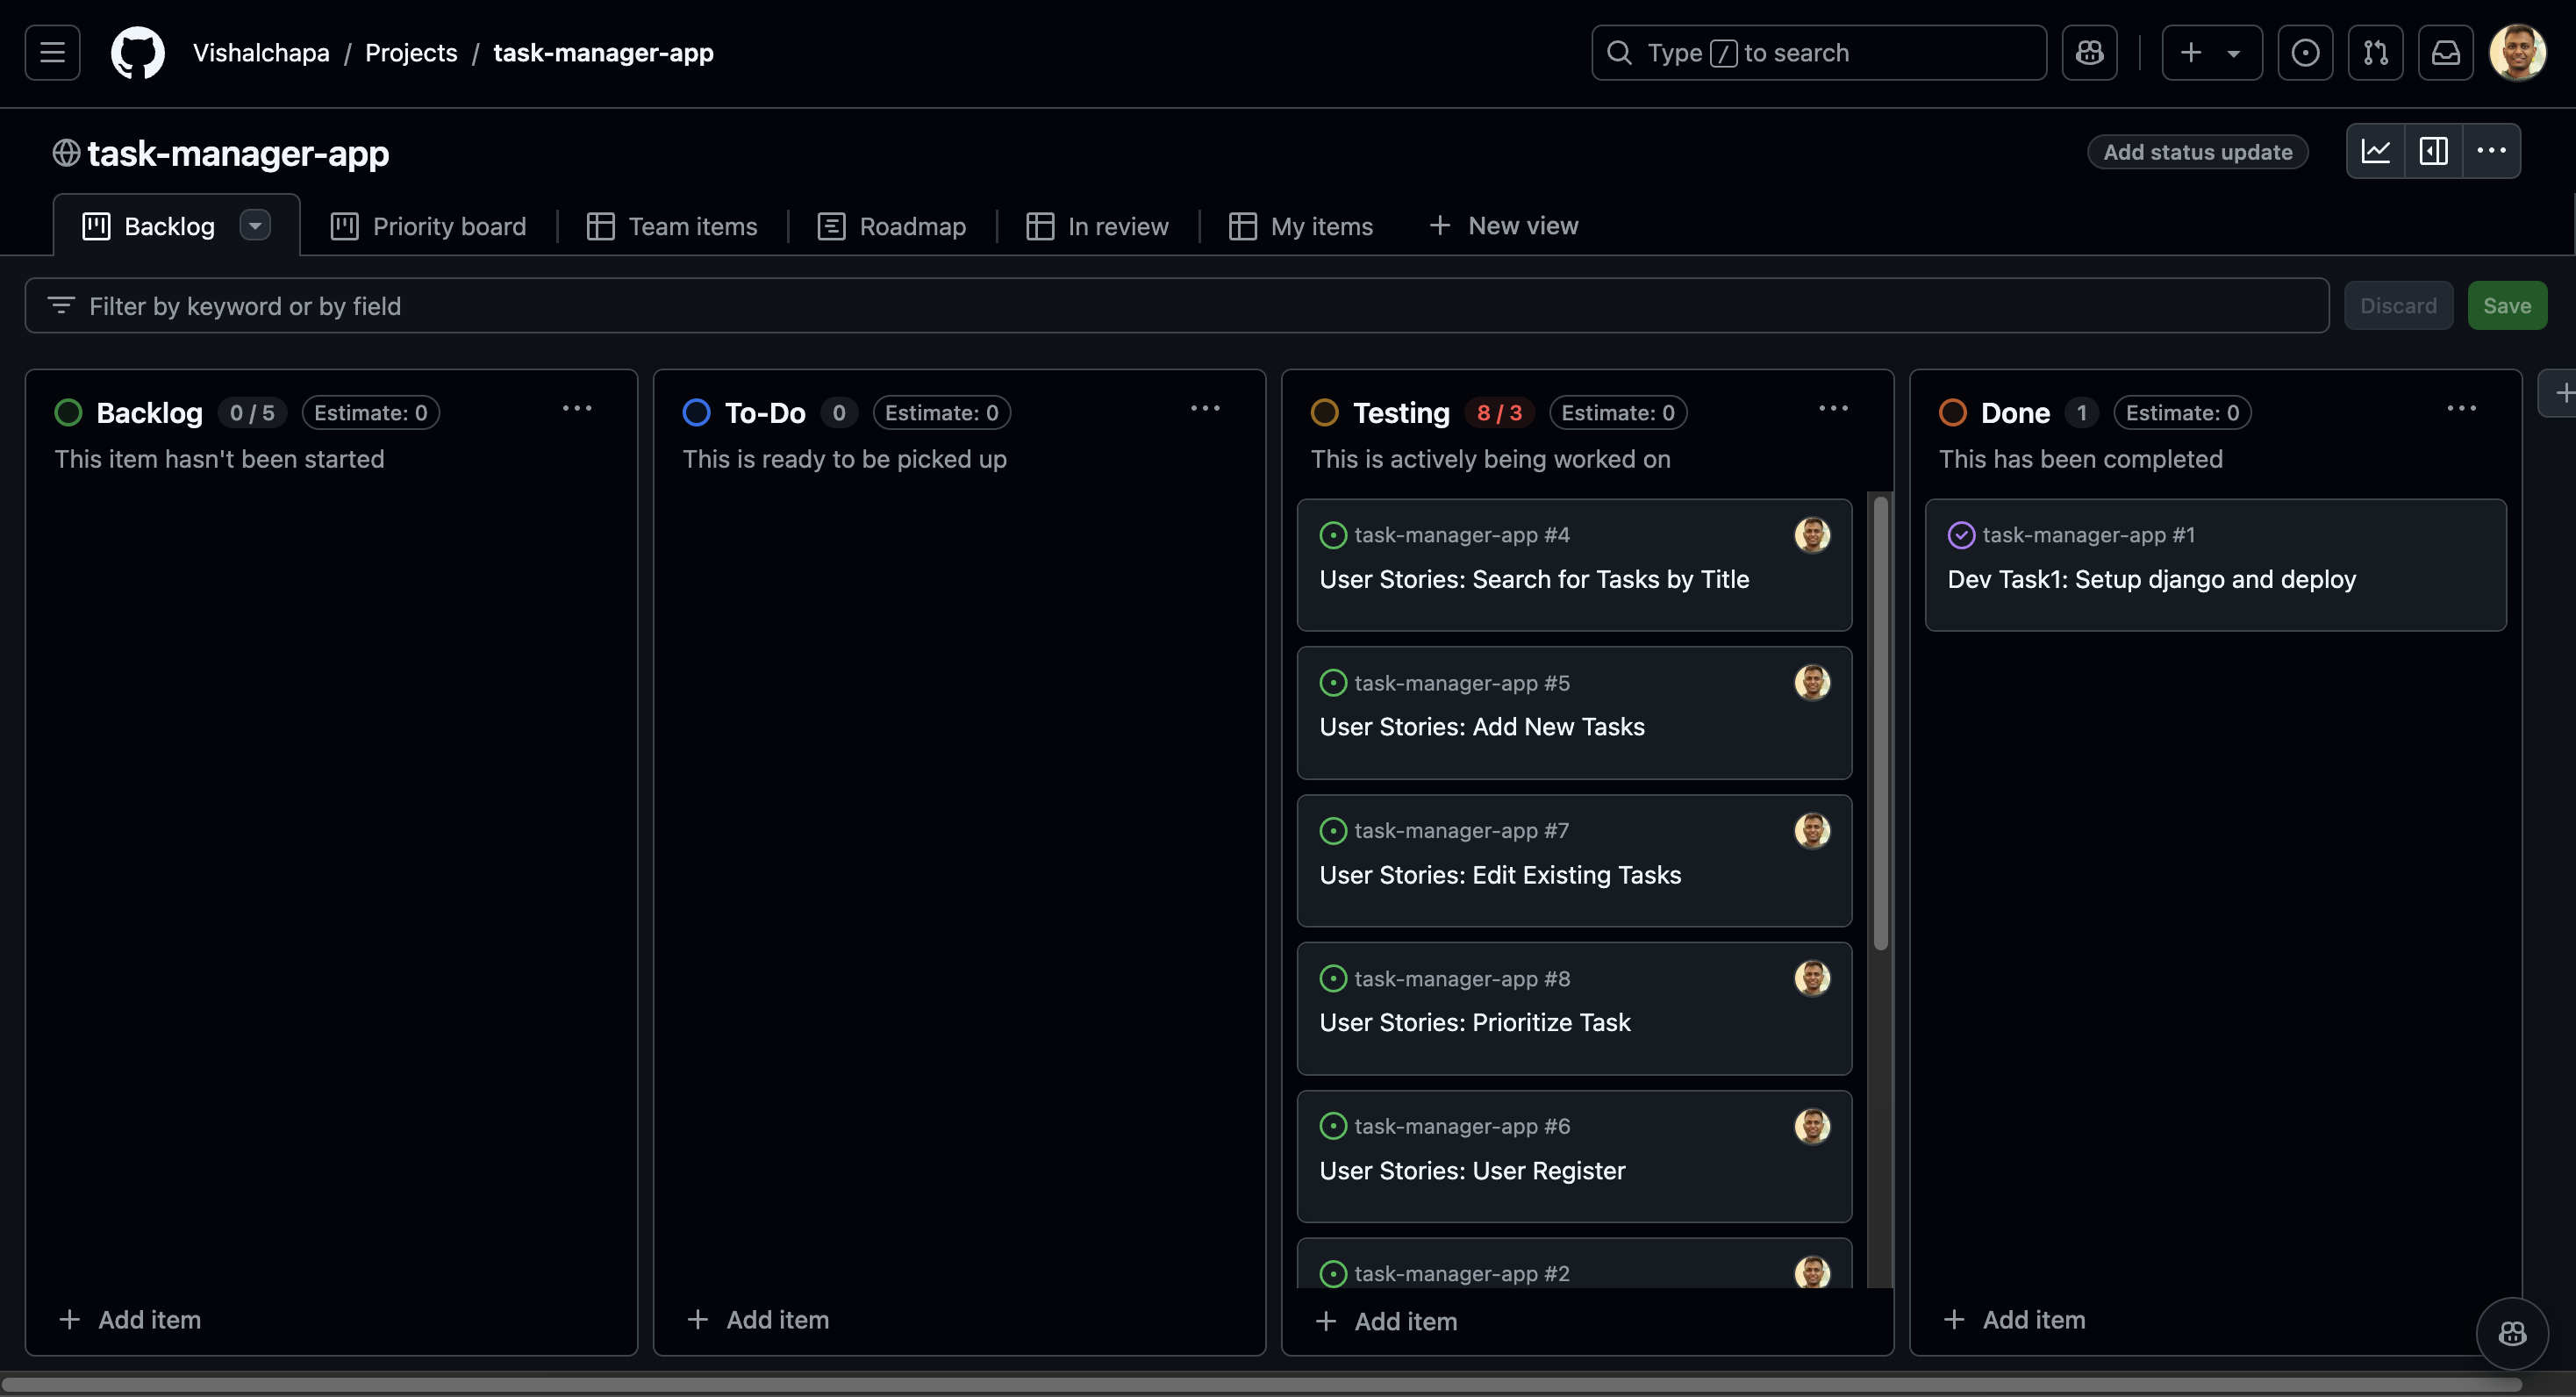 Vishalchapa / Projects / task-manager-app
Type / to search
task-manager-app
Add status update
Backlog
Priority board
Team items
Roadmap
In review
My items
New view
Filter by keyword or by field
Discard
Save
Backlog 0 / 5 Estimate: 0
This item hasn't been started
Add item
To-Do 0 Estimate: 0
This is ready to be picked up
Add item
Testing 8 / 3 Estimate: 0
This is actively being worked on
task-manager-app #4
User Stories: Search for Tasks by Title
task-manager-app #5
User Stories: Add New Tasks
task-manager-app #7
User Stories: Edit Existing Tasks
task-manager-app #8
User Stories: Prioritize Task
task-manager-app #6
User Stories: User Register
task-manager-app #2
Add item
Done 1 Estimate: 0
This has been completed
task-manager-app #1
Dev Task1: Setup django and deploy
Add item